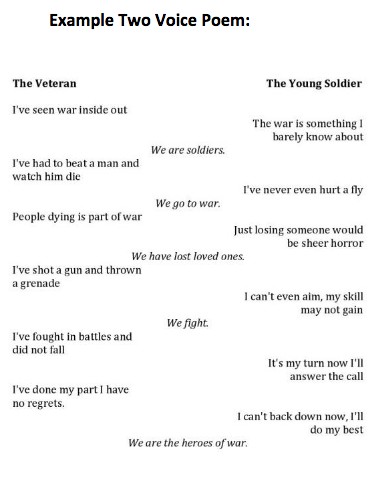 Example Two Voice Poem:
The Veteran
The Young Soldier
I've seen war inside out
The war is something I
barely know about
We are soldiers.
I've had to beat a man and
watch him die
I've never even hurt a fly
We go to war.
People dying is part of war
Just losing someone would
be sheer horror
We have lost loved ones.
I've shot a gun and thrown
a grenade
I can't even aim, my skill
may not gain
We fight.
I've fought in battles and
did not fall
It's my turn now I'll
answer the call
I've done my part I have
no regrets.
I can't back down now, I'll
do my best
We are the heroes of war.